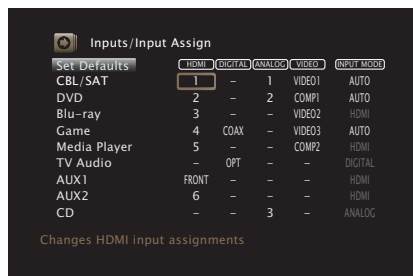 Inputs/Input Assign
Set Defaults HDMI DIGITAL ANALOG VIDEO INPUT MODE
CBL/SAT 1 – 1 VIDEO1 AUTO
DVD 2 – 2 COMP1 AUTO
Blu-ray 3 – – VIDEO2 HDMI
Game 4 COAX – VIDEO3 AUTO
Media Player 5 – – COMP2 HDMI
TV Audio – OPT – – DIGITAL
AUX1 FRONT – – – HDMI
AUX2 6 – – – HDMI
CD – – 3 – ANALOG
Changes HDMI input assignments